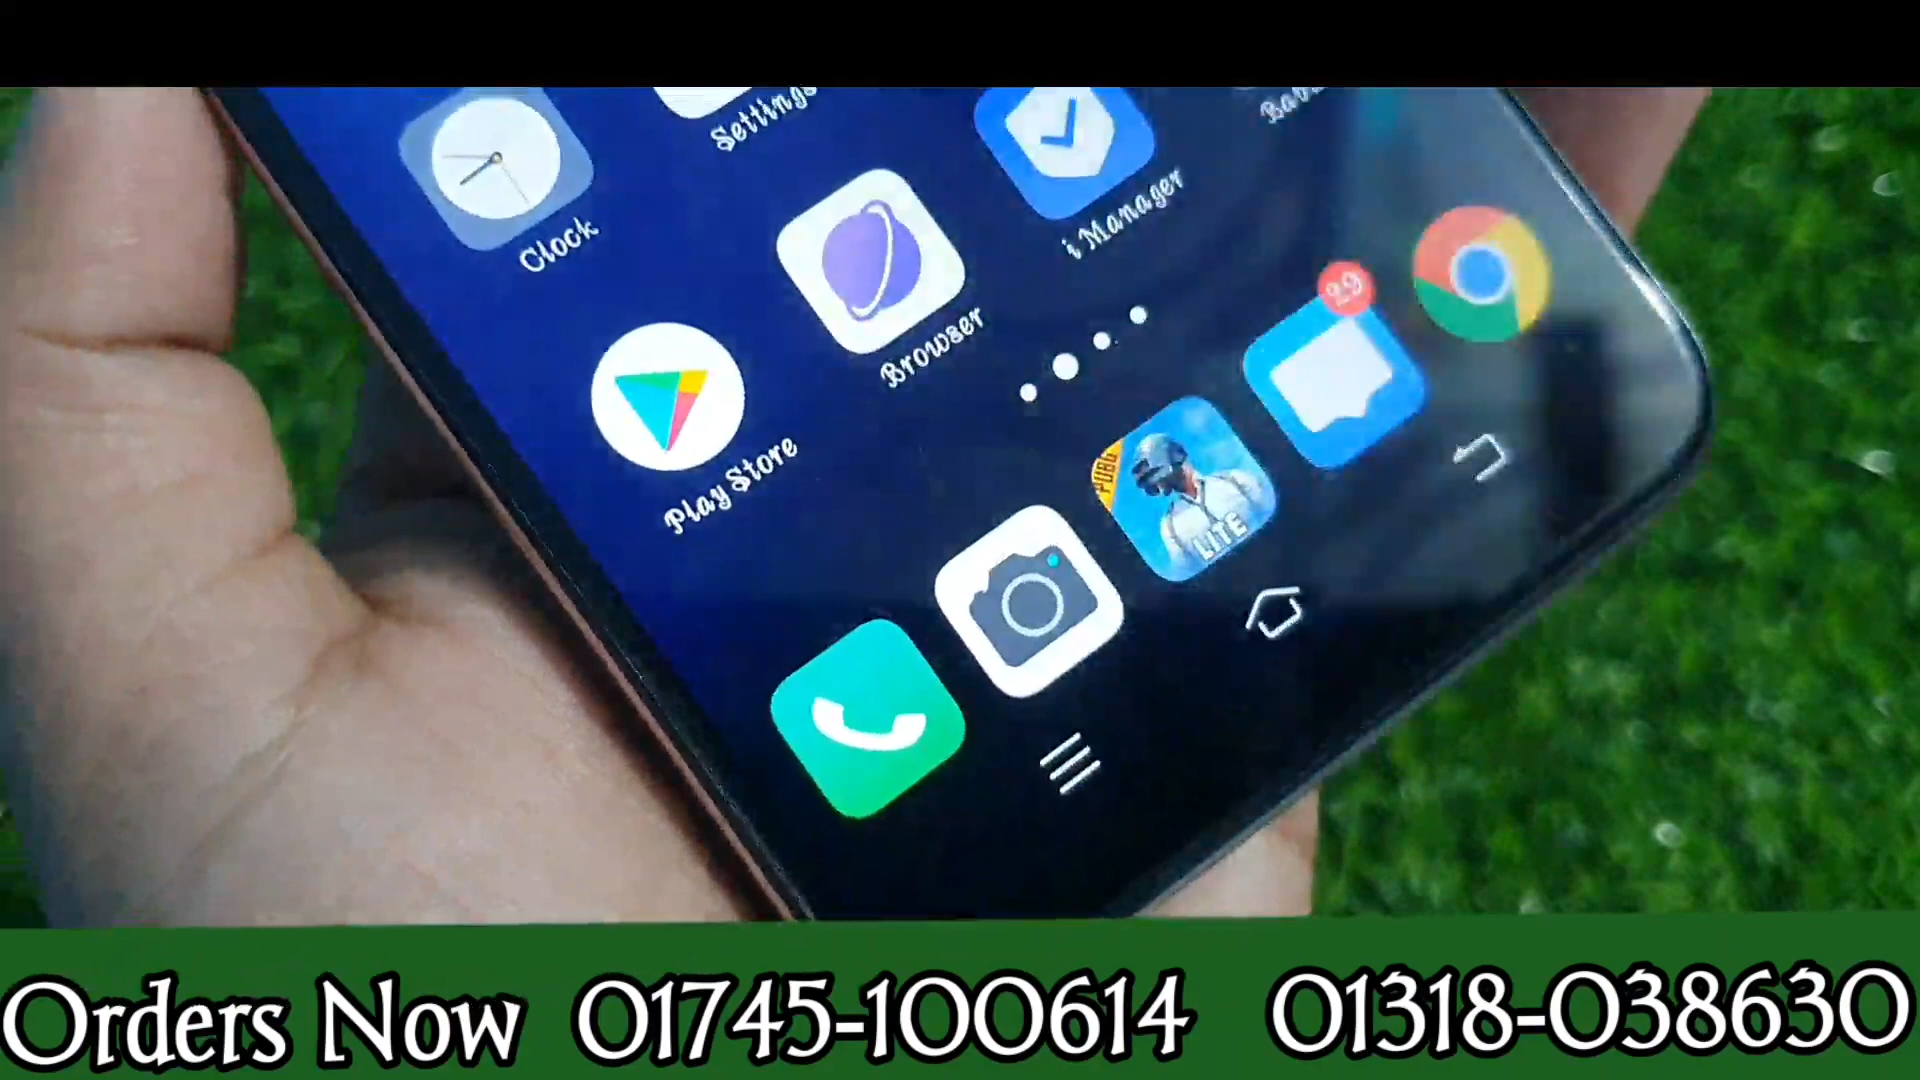 Settings
Clock
i Manager
Browser
Play Store
29
PUBG
LITE
Orders Now 01745-100614 01318-038630